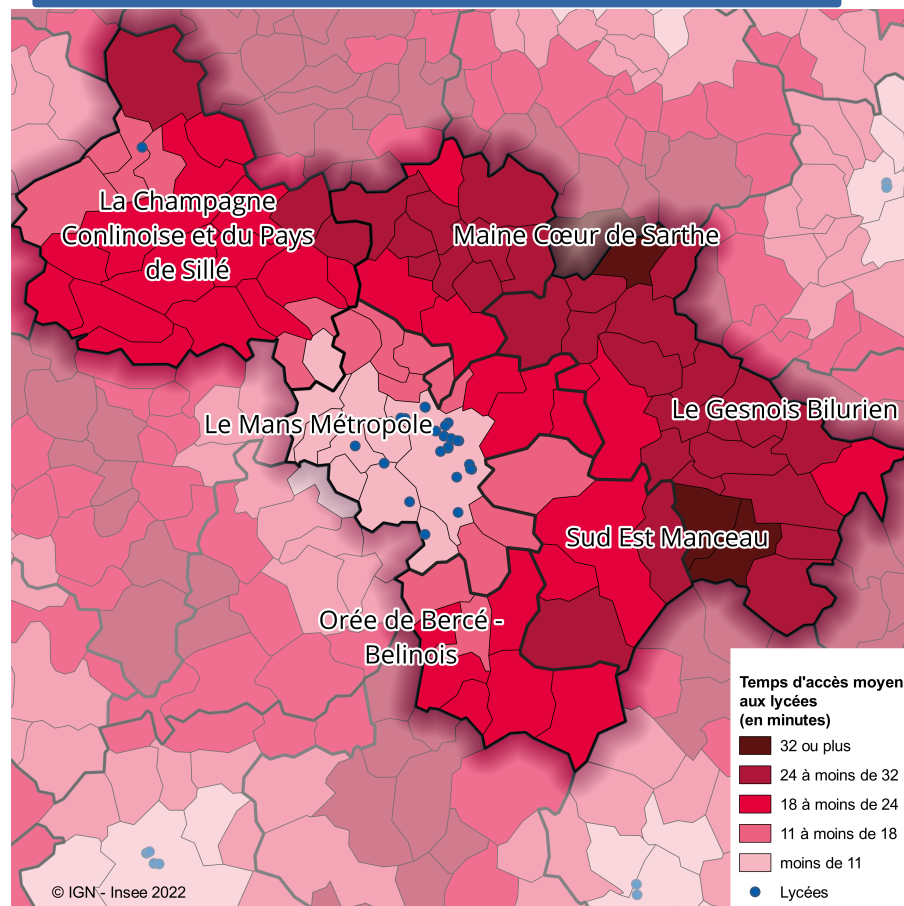 La Champagne
Conlinoise et du Pays
de Sillé
Maine Cœur de Sarthe
Le Gesnois Bilurien
Le Mans Métropole
Sud Est Manceau
Orée de Bercé -
Belinois
Temps d'accès moyen
aux lycées
(en minutes)
32 ou plus
24 à moins de 32
18 à moins de 24
11 à moins de 18
moins de 11
Lycées
© IGN - Insee 2022